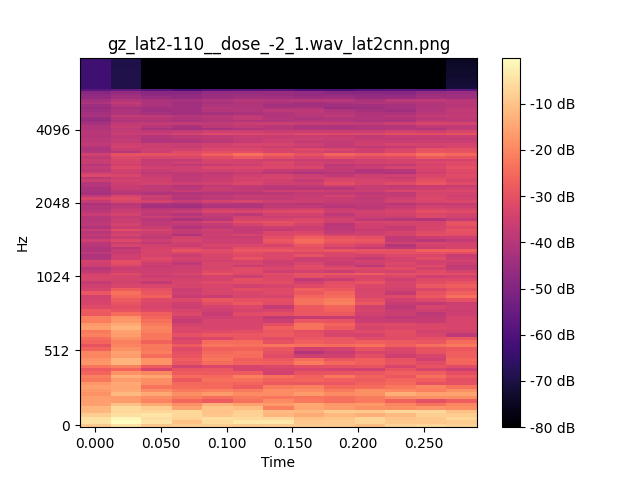 gz_lat2-110__dose_-2_1.wav_lat2cnn.png
Hz
4096
2048
1024
512
0
0.000 0.050 0.100 0.150 0.200 0.250
Time
-10 dB
-20 dB
-30 dB
-40 dB
-50 dB
-60 dB
-70 dB
-80 dB